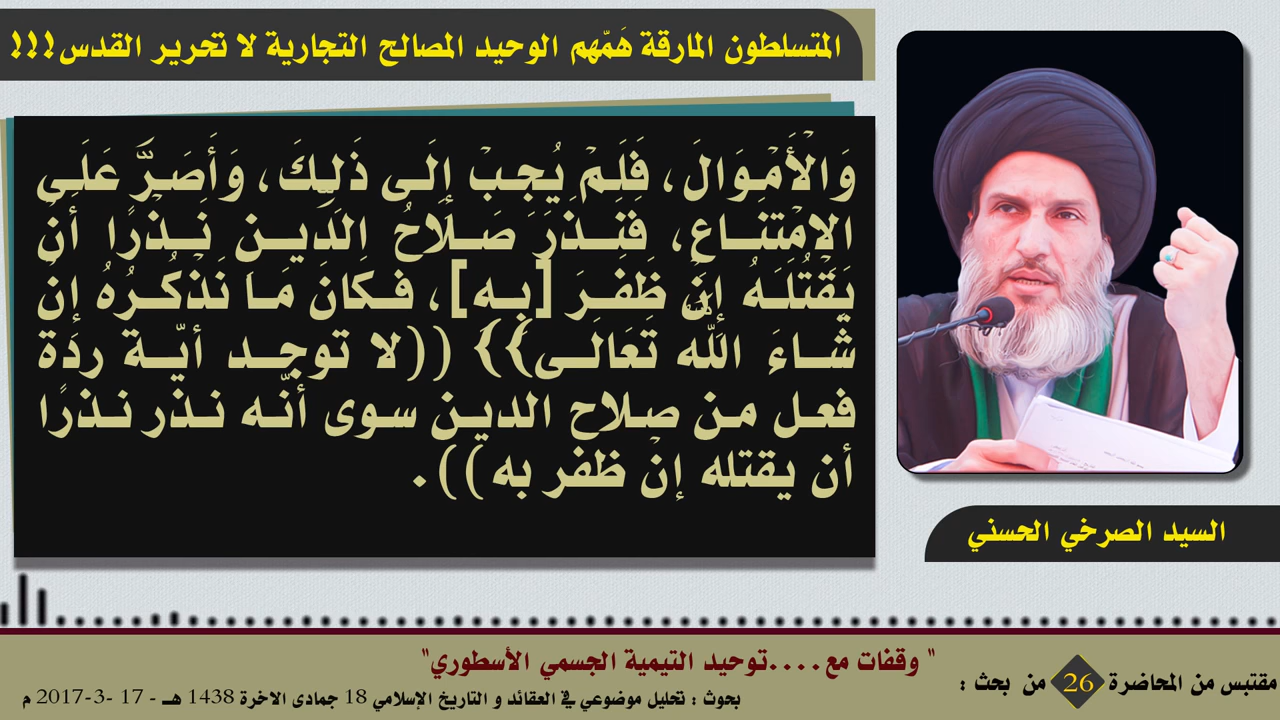 المتسلطون المارقة هَمّهم الوحيد المصالح التجارية لا تحرير القدس!!!
وَالْأَمْوَالَ، فَلَمْ يُجِبْ إِلَى ذَلِكَ، وَأَصَرَّ عَلَى
الِامْتِنَاعِ، فَنَذَرَ صَلَاحُ الدِّينِ نَذْرًا أَنْ
يَقْتُلَهُ إِنْ ظَفِرَ [بِهِ]، فَكَانَ مَا نَذْكُرُهُ إِنْ
شَاءَ اللَّهُ تَعَالَى}} ((لا توجد أيّة ردّة
فعل من صلاح الدين سوى أنّه نذر نذرًا
أن يقتله إنْ ظفر به)).
السيد الصرخي الحسني
مقتبس من المحاضرة 26 من بحث :
" وقفات مع....توحيد التيمية الجسمي الأسطوري"
بحوث : تحليل موضوعي في العقائد و التاريخ الإسلامي 18 جمادى الاخرة 1438 هـ - 17 -3-2017 م